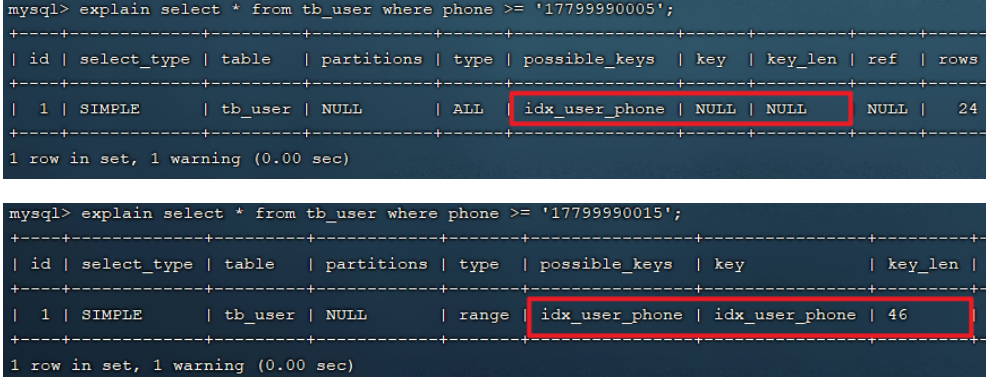 mysql> explain select * from tb_user where phone >= '17799990005';
+----+-------------+---------+------------+------+----------------+------+---------+------+------
| id | select_type | table   | partitions | type | possible_keys  | key  | key_len | ref  | rows
+----+-------------+---------+------------+------+----------------+------+---------+------+------
|  1 | SIMPLE      | tb_user | NULL       | ALL  | idx_user_phone | NULL | NULL    | NULL |   24
+----+-------------+---------+------------+------+----------------+------+---------+------+------
1 row in set, 1 warning (0.00 sec)
mysql> explain select * from tb_user where phone >= '17799990015';
+----+-------------+---------+------------+-------+----------------+----------------+---------+-
| id | select_type | table   | partitions | type  | possible_keys  | key            | key_len |
+----+-------------+---------+------------+-------+----------------+----------------+---------+-
|  1 | SIMPLE      | tb_user | NULL       | range | idx_user_phone | idx_user_phone | 46      |
+----+-------------+---------+------------+-------+----------------+----------------+---------+-
1 row in set, 1 warning (0.00 sec)